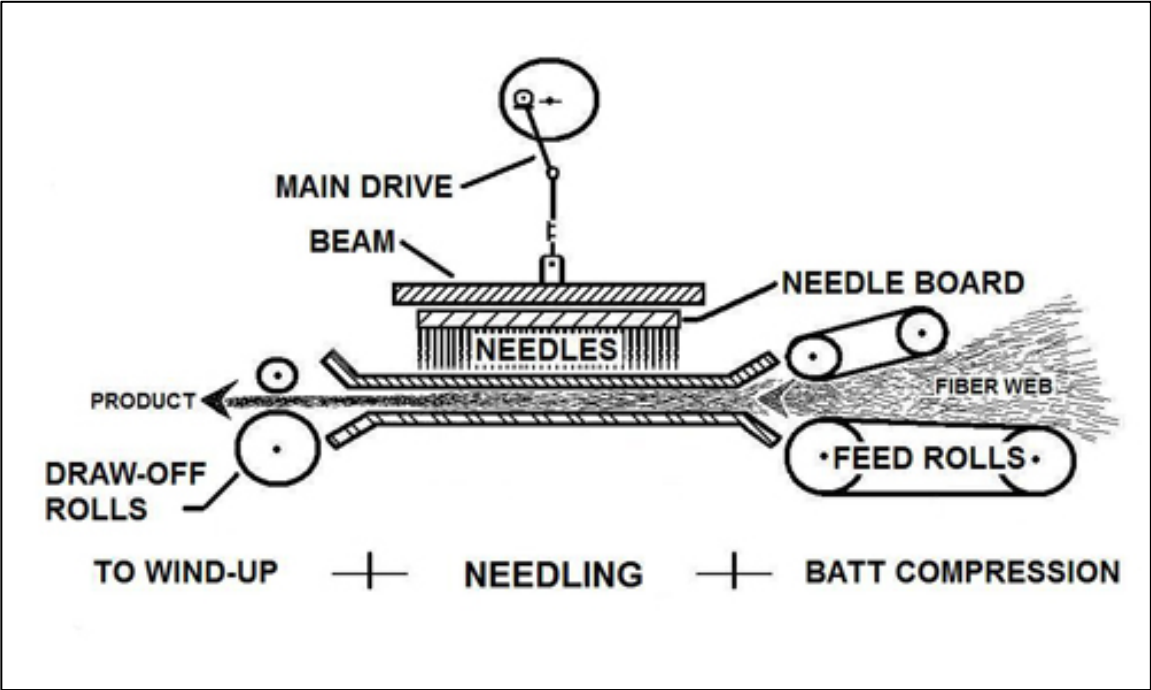 MAIN DRIVE
BEAM
NEEDLE BOARD
NEEDLES
PRODUCT
FIBER WEB
FEED ROLLS
DRAW-OFF
ROLLS
TO WIND-UP
NEEDLING
BATT COMPRESSION